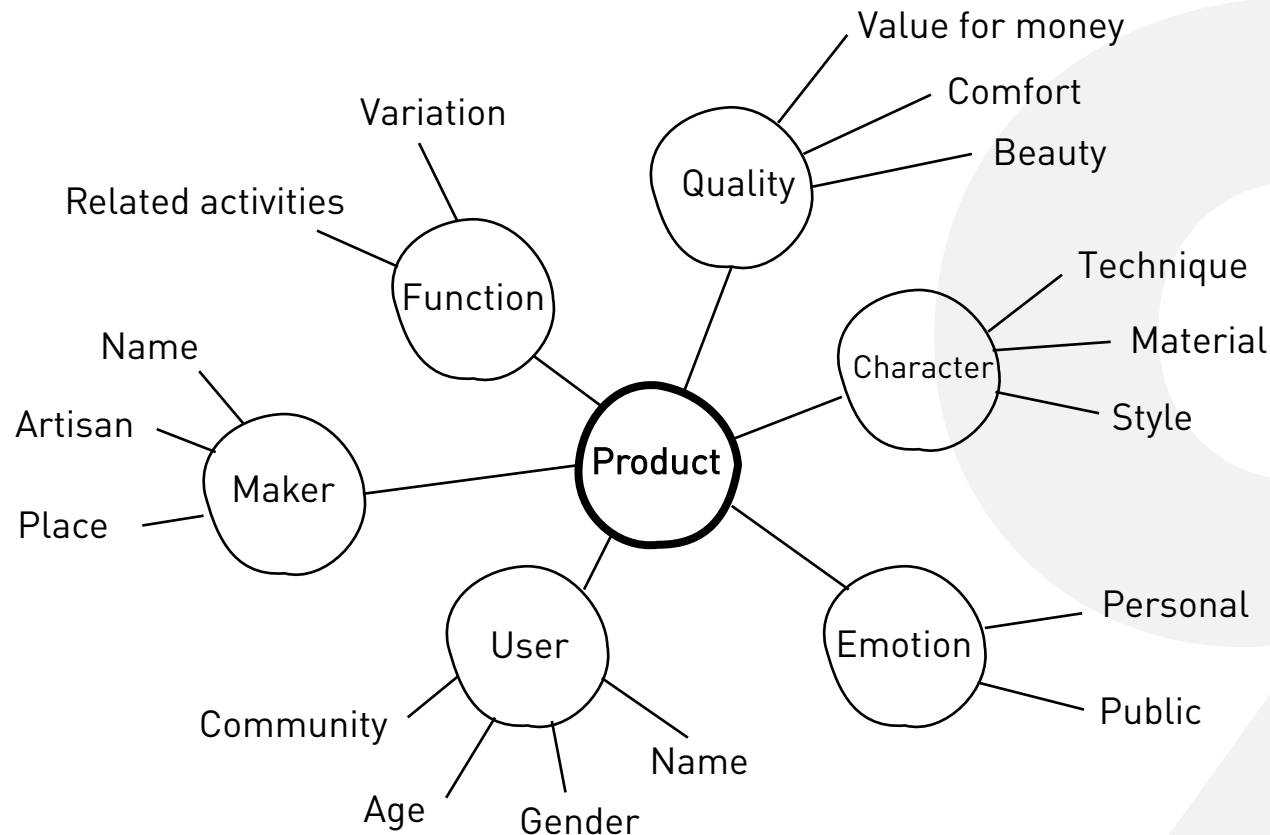 Value for money
Comfort
Beauty
Quality
Variation
Related activities
Function
Technique
Material
Style
Character
Name
Artisan
Place
Maker
Product
Personal
Public
Emotion
User
Community
Age
Gender
Name